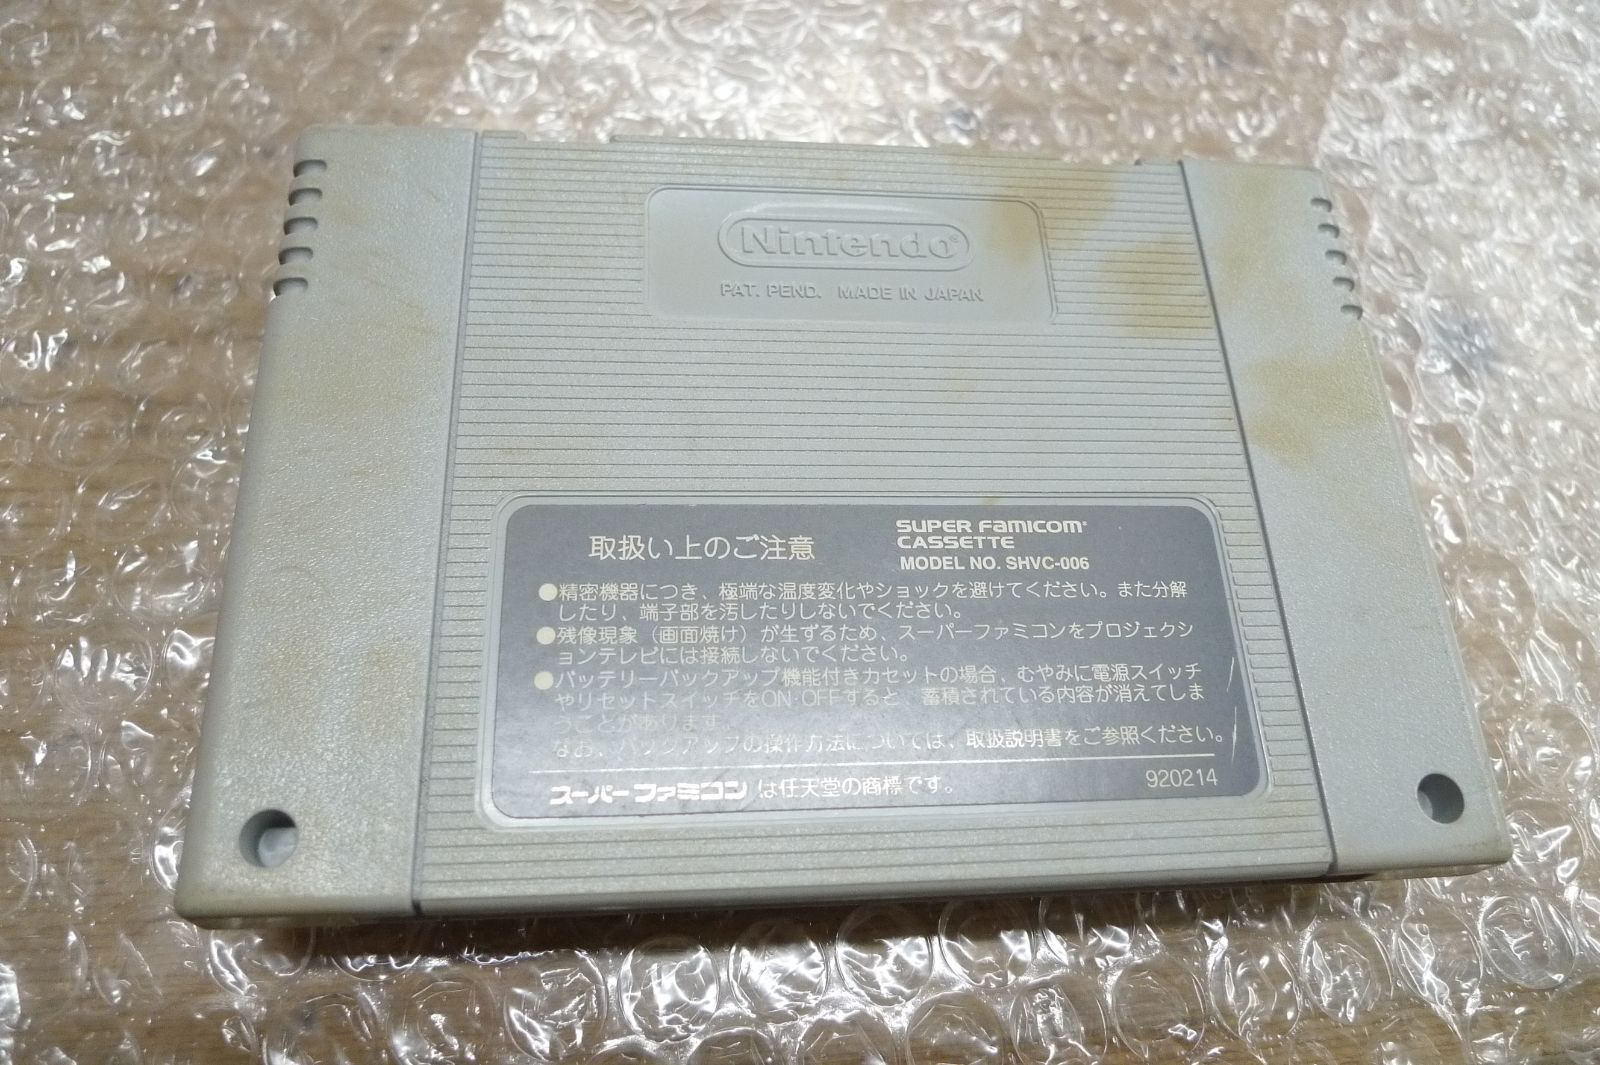 Nintendo®
PAT. PEND. MADE IN JAPAN
取扱い上のご注意
SUPER FAMICOM®
CASSETTE
MODEL NO. SHVC-006
●精密機器につき、極端な温度変化やショックを避けてください。また分解
したり、端子部を汚したりしないでください。
●残像現象（画面焼け）が生ずるため、スーパーファミコンをプロジェクシ
ョンテレビには接続しないでください。
●バッテリーバックアップ機能付きカセットの場合、むやみに電源スイッチ
やリセットスイッチをON·OFFすると、蓄積されている内容が消えてしま
うことがあります。
なお、バックアップの操作方法については、取扱説明書をご参照ください。
スーパーファミコンは任天堂の商標です。
920214